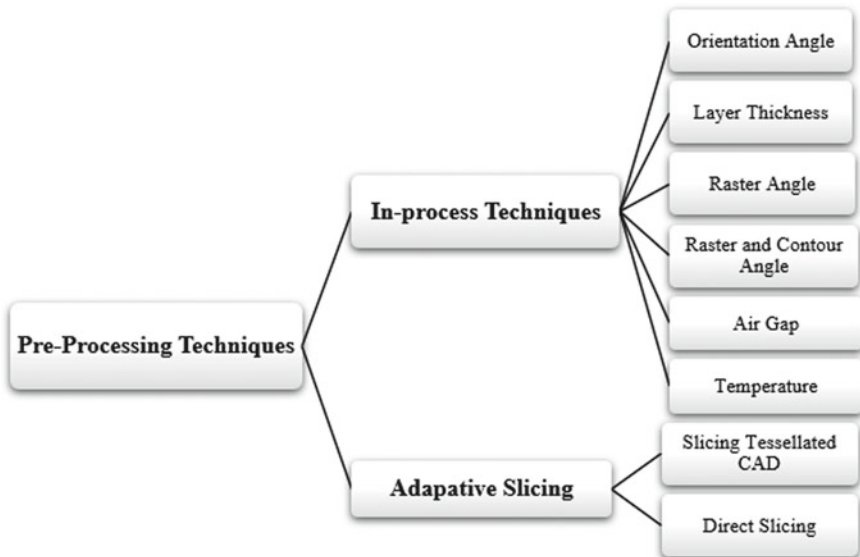 Pre-Processing Techniques
In-process Techniques
Orientation Angle
Layer Thickness
Raster Angle
Raster and Contour
Angle
Air Gap
Temperature
Adapative Slicing
Slicing Tessellated
CAD
Direct Slicing